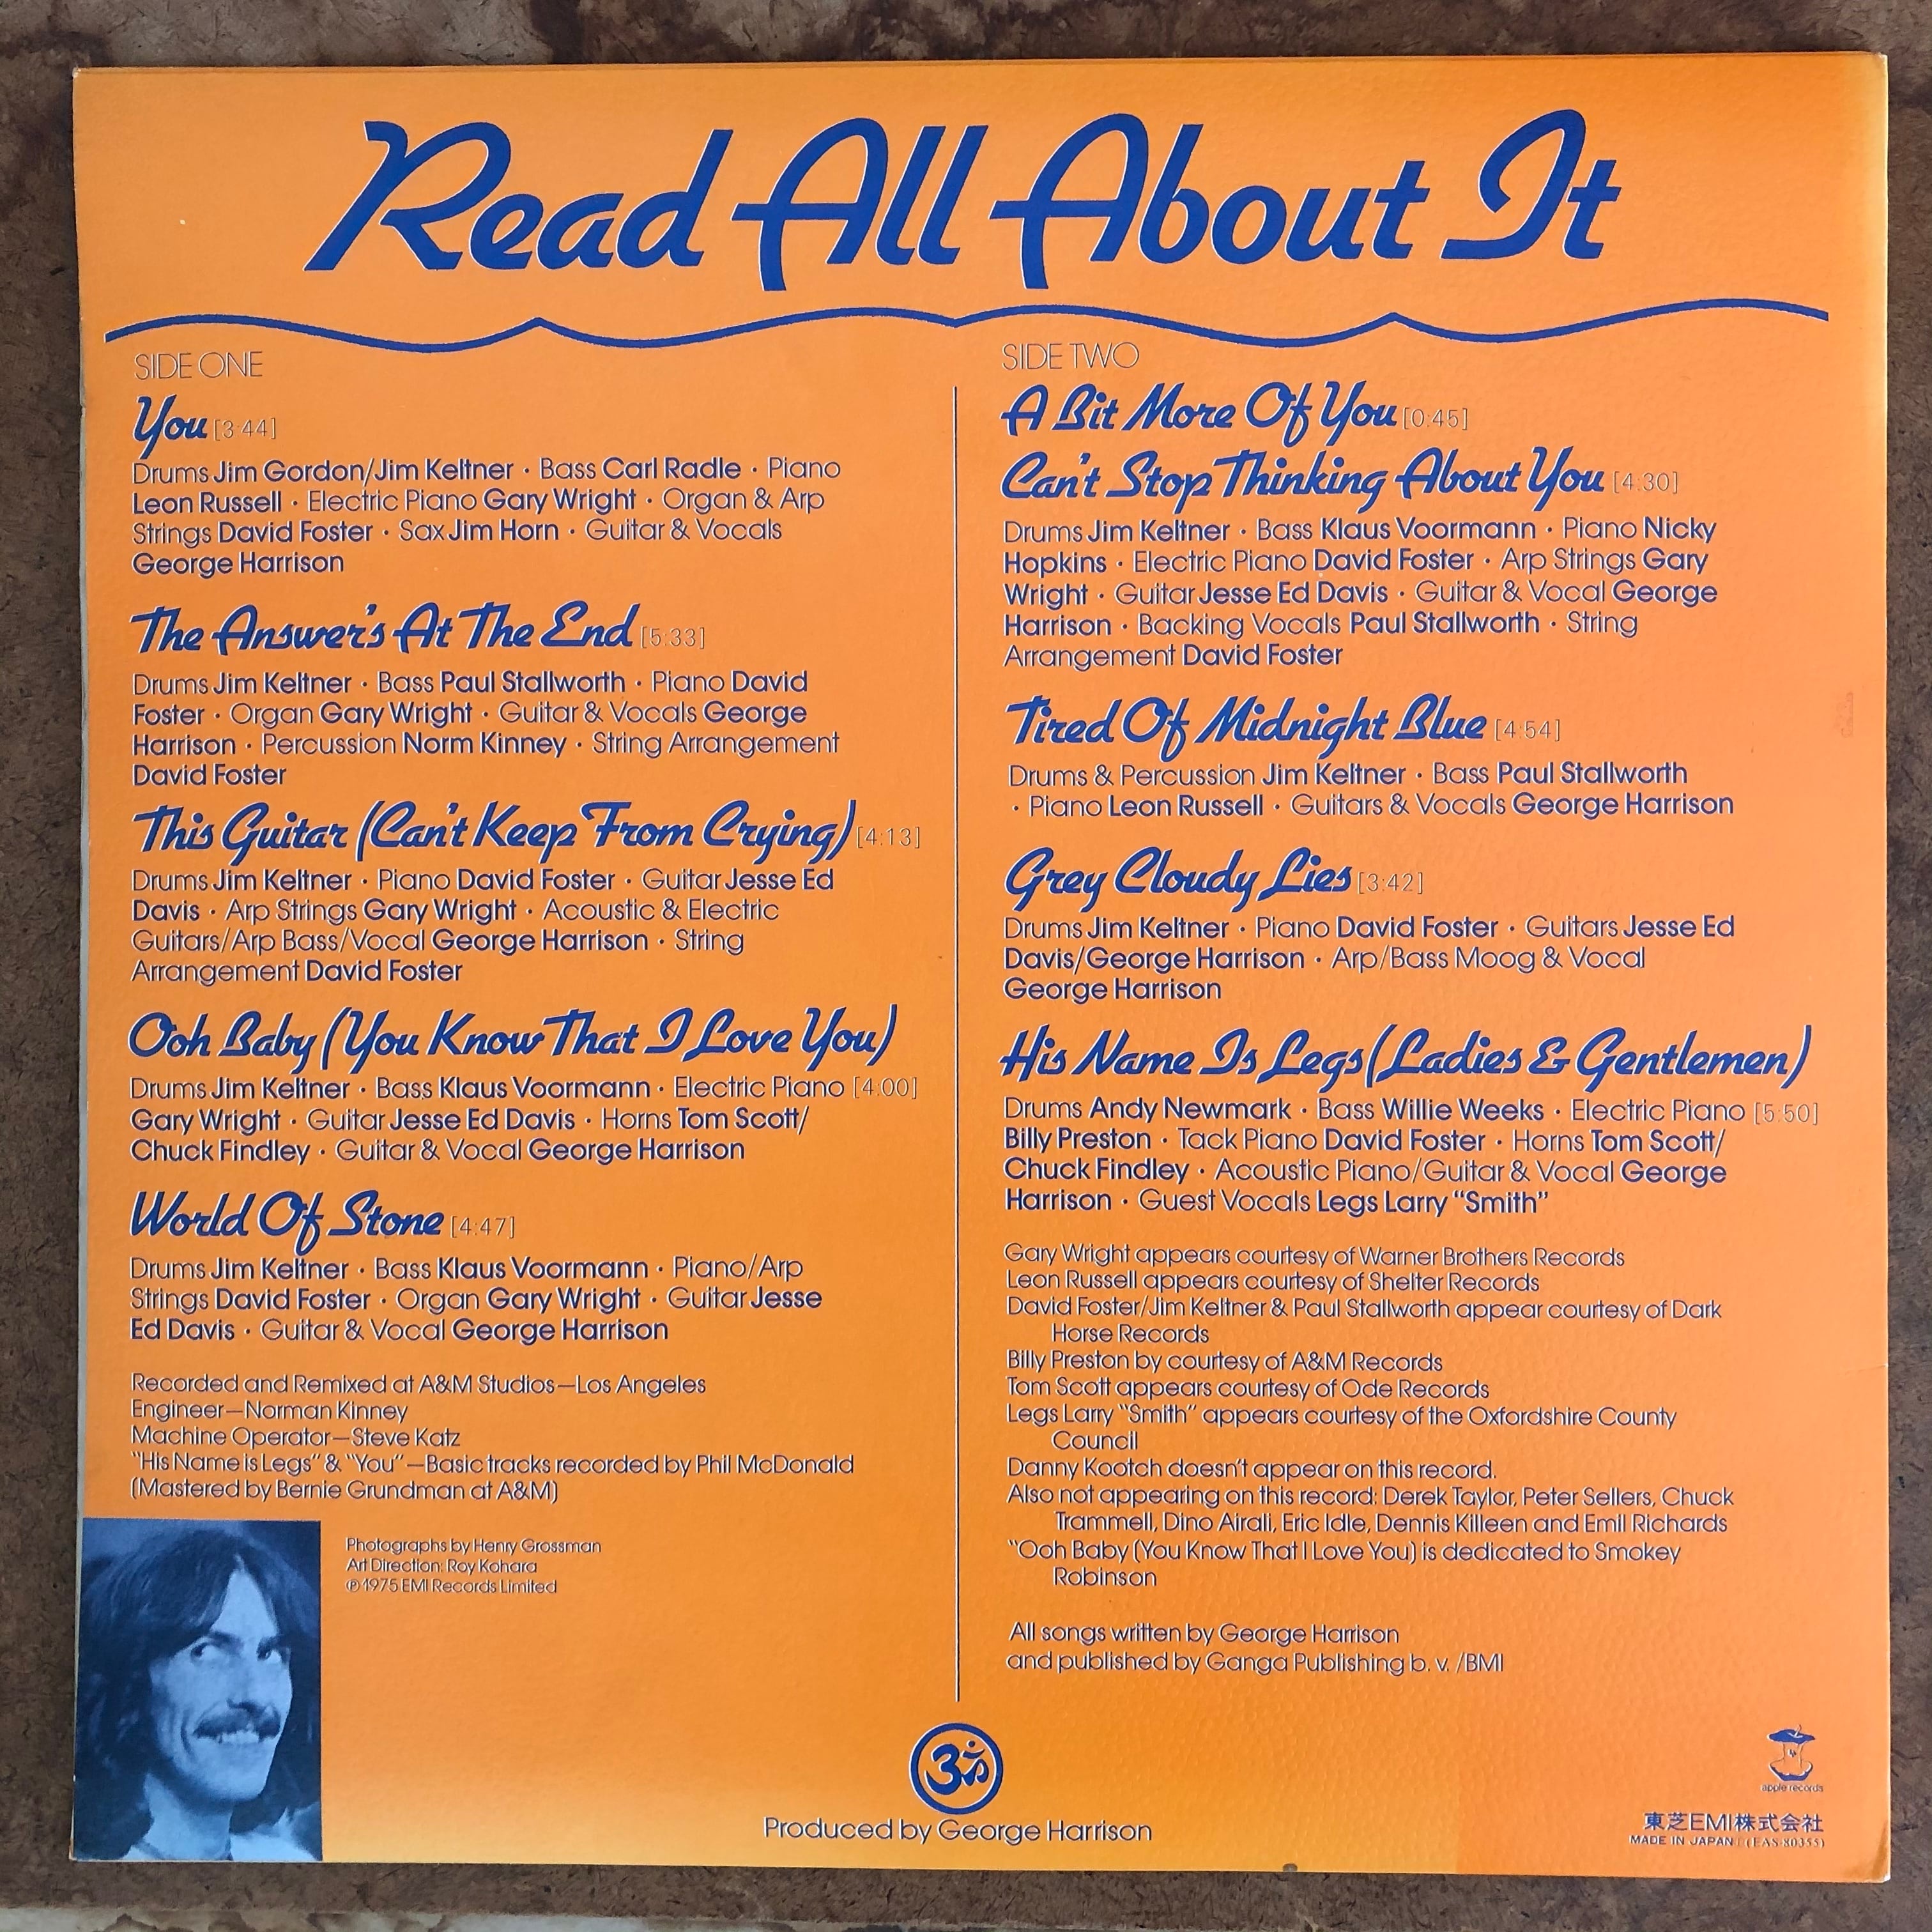 Read All About It
SIDE ONE
You [3:44]
Drums Jim Gordon/Jim Keltner · Bass Carl Radle · Piano
Leon Russell · Electric Piano Gary Wright · Organ & Arp
Strings David Foster · Sax Jim Horn · Guitar & Vocals
George Harrison
The Answer's At The End [5:33]
Drums Jim Keltner · Bass Paul Stallworth · Piano David
Foster · Organ Gary Wright · Guitar & Vocals George
Harrison · Percussion Norm Kinney · String Arrangement
David Foster
This Guitar (Can't Keep From Crying) [4:13]
Drums Jim Keltner · Piano David Foster · Guitar Jesse Ed
Davis · Arp Strings Gary Wright · Acoustic & Electric
Guitars/Arp Bass/Vocal George Harrison · String
Arrangement David Foster
Ooh Baby (You Know That I Love You)
Drums Jim Keltner · Bass Klaus Voormann · Electric Piano [4:00]
Gary Wright · Guitar Jesse Ed Davis · Horns Tom Scott/
Chuck Findley · Guitar & Vocal George Harrison
World Of Stone [4:47]
Drums Jim Keltner · Bass Klaus Voormann · Piano/Arp
Strings David Foster · Organ Gary Wright · Guitar Jesse
Ed Davis · Guitar & Vocal George Harrison
Recorded and Remixed at A&M Studios—Los Angeles
Engineer—Norman Kinney
Machine Operator—Steve Katz
"His Name is Legs" & "You"—Basic tracks recorded by Phil McDonald
(Mastered by Bernie Grundman at A&M)
Photographs by Henry Grossman
Art Direction: Roy Kohara
℗ 1975 EMI Records Limited
SIDE TWO
A Bit More Of You [0:45]
Can't Stop Thinking About You [4:30]
Drums Jim Keltner · Bass Klaus Voormann · Piano Nicky
Hopkins · Electric Piano David Foster · Arp Strings Gary
Wright · Guitar Jesse Ed Davis · Guitar & Vocal George
Harrison · Backing Vocals Paul Stallworth · String
Arrangement David Foster
Tired Of Midnight Blue [4:54]
Drums & Percussion Jim Keltner · Bass Paul Stallworth
· Piano Leon Russell · Guitars & Vocals George Harrison
Grey Cloudy Lies [3:42]
Drums Jim Keltner · Piano David Foster · Guitars Jesse Ed
Davis/George Harrison · Arp/Bass Moog & Vocal
George Harrison
His Name Is Legs (Ladies & Gentlemen)
Drums Andy Newmark · Bass Willie Weeks · Electric Piano [5:50]
Billy Preston · Tack Piano David Foster · Horns Tom Scott/
Chuck Findley · Acoustic Piano/Guitar & Vocal George
Harrison · Guest Vocals Legs Larry "Smith"
Gary Wright appears courtesy of Warner Brothers Records
Leon Russell appears courtesy of Shelter Records
David Foster/Jim Keltner & Paul Stallworth appear courtesy of Dark
Horse Records
Billy Preston by courtesy of A&M Records
Tom Scott appears courtesy of Ode Records
Legs Larry "Smith" appears courtesy of the Oxfordshire County
Council
Danny Kootch doesn't appear on this record.
Also not appearing on this record: Derek Taylor, Peter Sellers, Chuck
Trammell, Dino Airali, Eric Idle, Dennis Killeen and Emil Richards
"Ooh Baby (You Know That I Love You) is dedicated to Smokey
Robinson
All songs written by George Harrison
and published by Ganga Publishing b. v. /BMI
ॐ
Produced by George Harrison
apple records
東芝EMI株式会社
MADE IN JAPAN (EAS-80355)